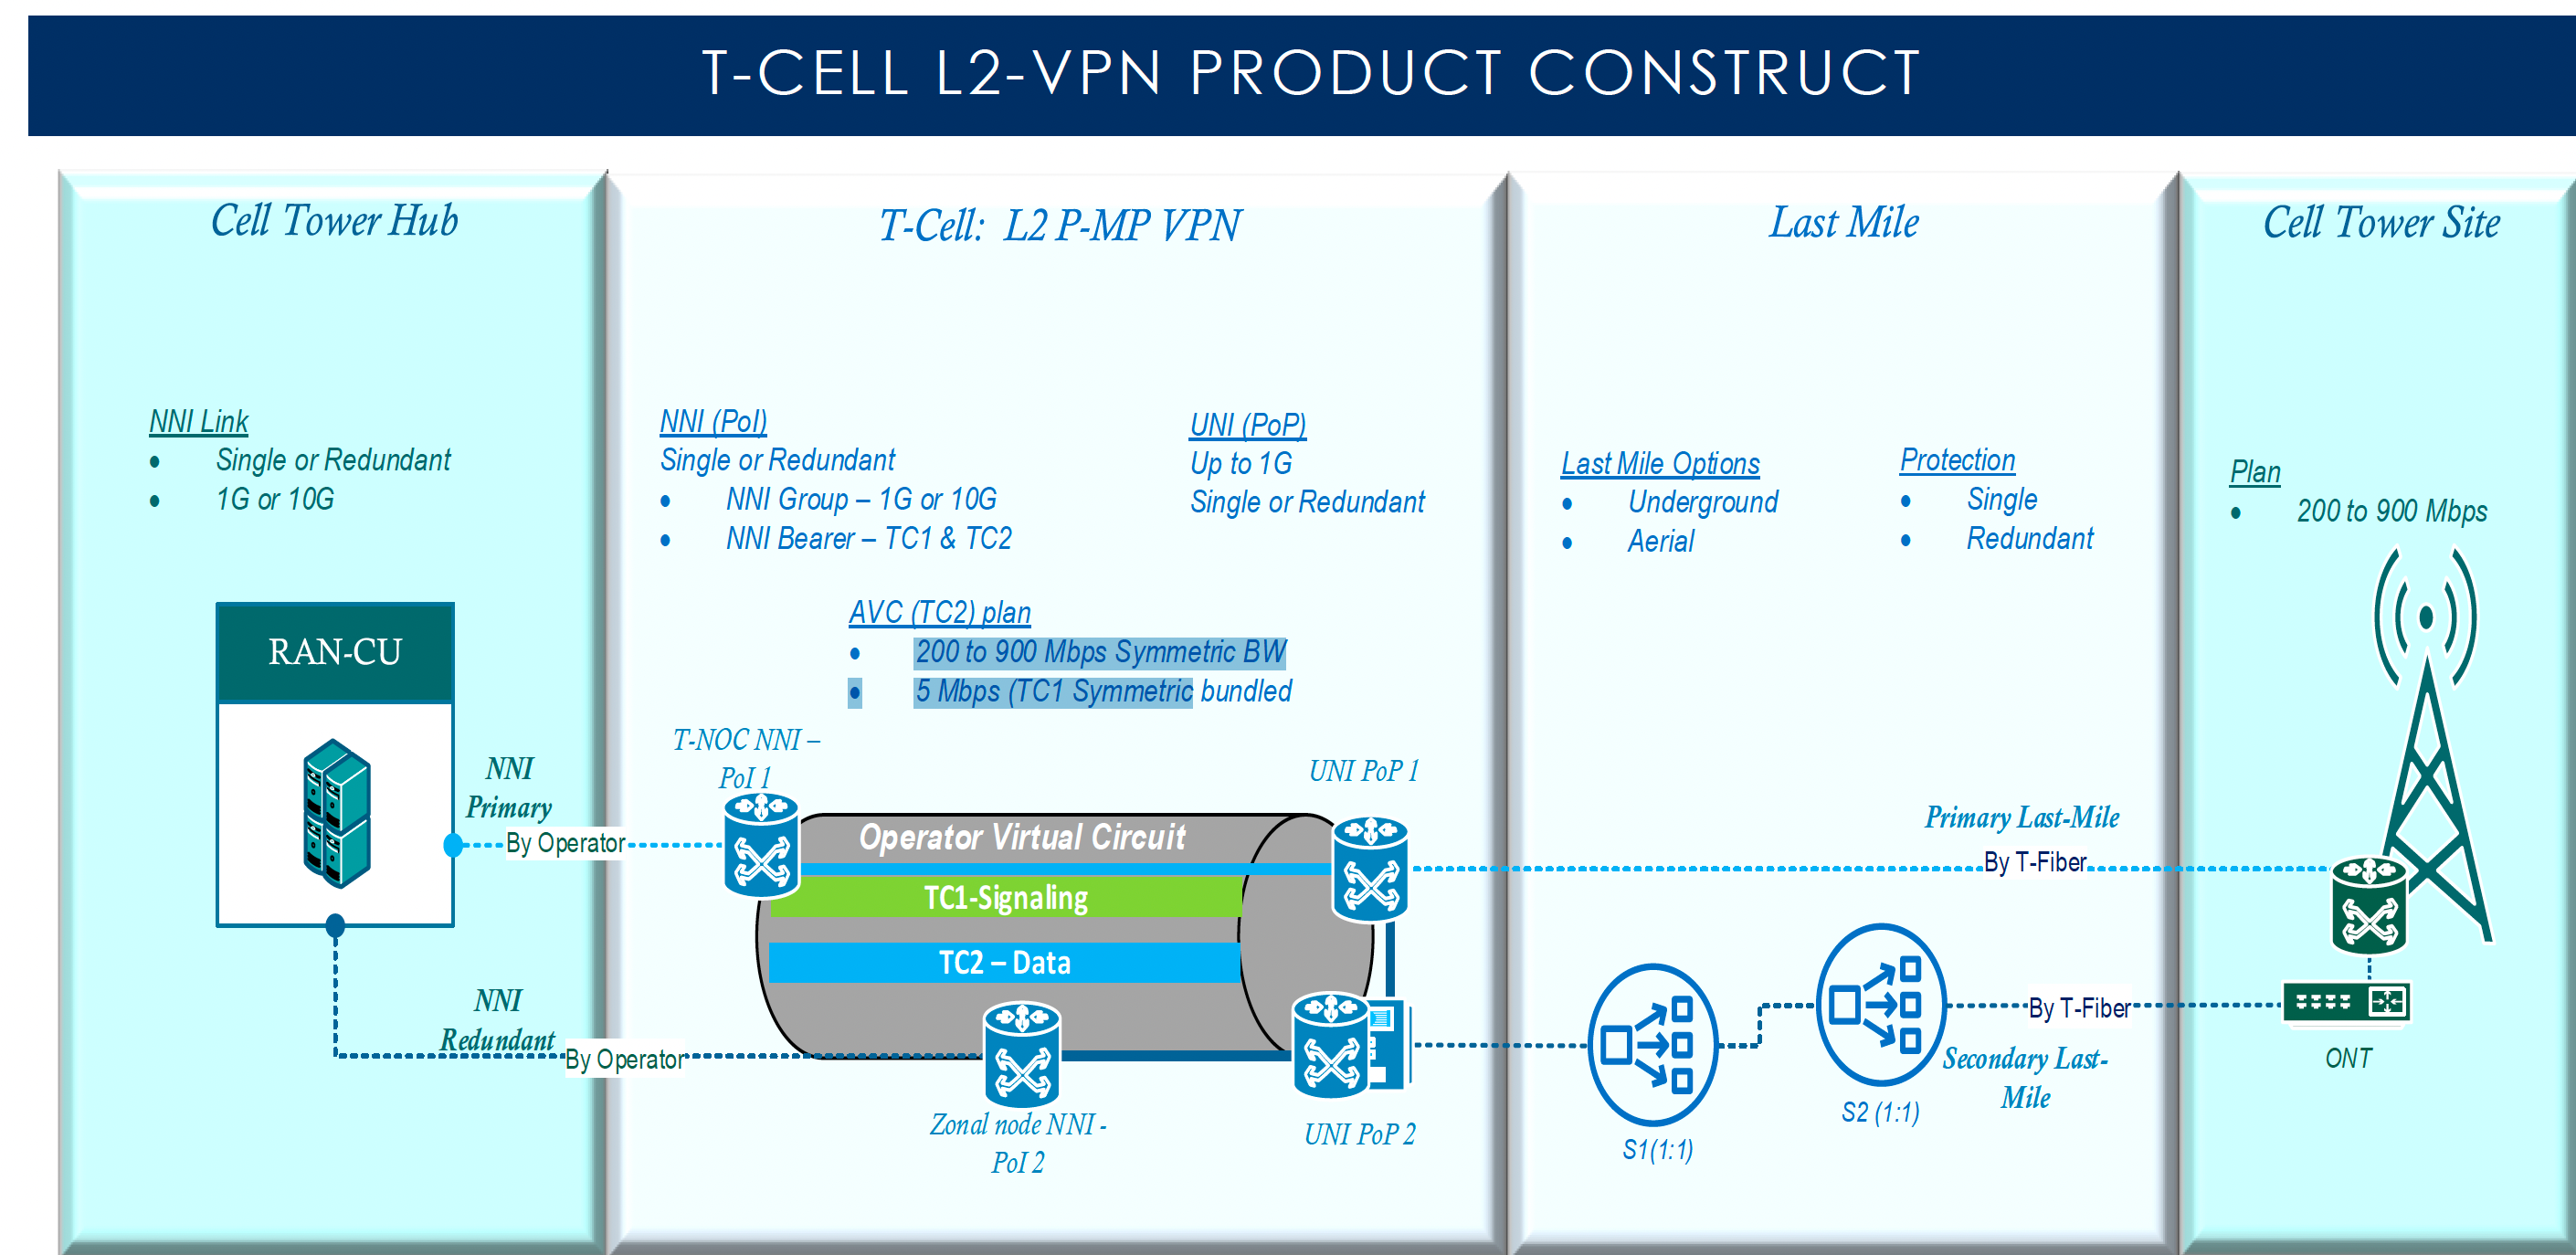 T-CELL L2-VPN PRODUCT CONSTRUCT
Cell Tower Hub
NNI Link
• Single or Redundant
• 1G or 10G
RAN-CU
NNI
Primary
By Operator
NNI
Redundant
By Operator
T-Cell: L2 P-MP VPN
NNI (PoI)
Single or Redundant
• NNI Group – 1G or 10G
• NNI Bearer – TC1 & TC2
UNI (PoP)
Up to 1G
Single or Redundant
AVC (TC2) plan
• 200 to 900 Mbps Symmetric BW
• 5 Mbps (TC1 Symmetric bundled
T-NOC NNI –
PoI 1
UNI PoP 1
Operator Virtual Circuit
TC1-Signaling
TC2 – Data
Zonal node NNI -
PoI 2
UNI PoP 2
Last Mile
Last Mile Options
• Underground
• Aerial
Protection
• Single
• Redundant
Primary Last-Mile
By T-Fiber
S1(1:1)
S2 (1:1)
By T-Fiber
Secondary Last-
Mile
Cell Tower Site
Plan
• 200 to 900 Mbps
ONT